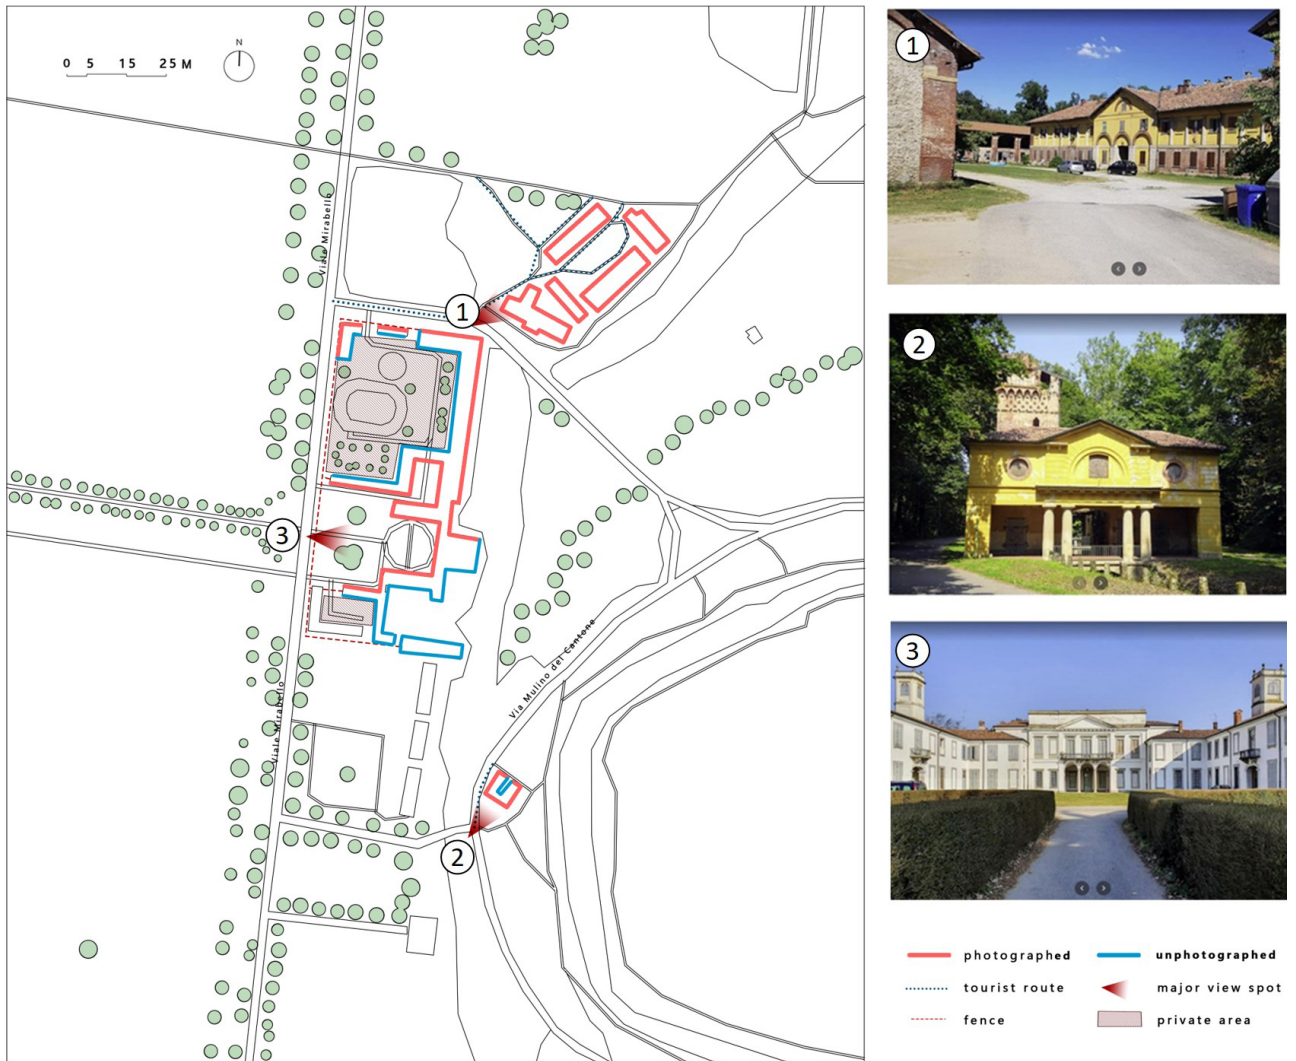 0 5 15 25 M
N
Viale Mirabello
1
3
Via Mulino del Cantone
Viale Mirabello
2
1
2
3
photographed
unphotographed
tourist route
major view spot
fence
private area